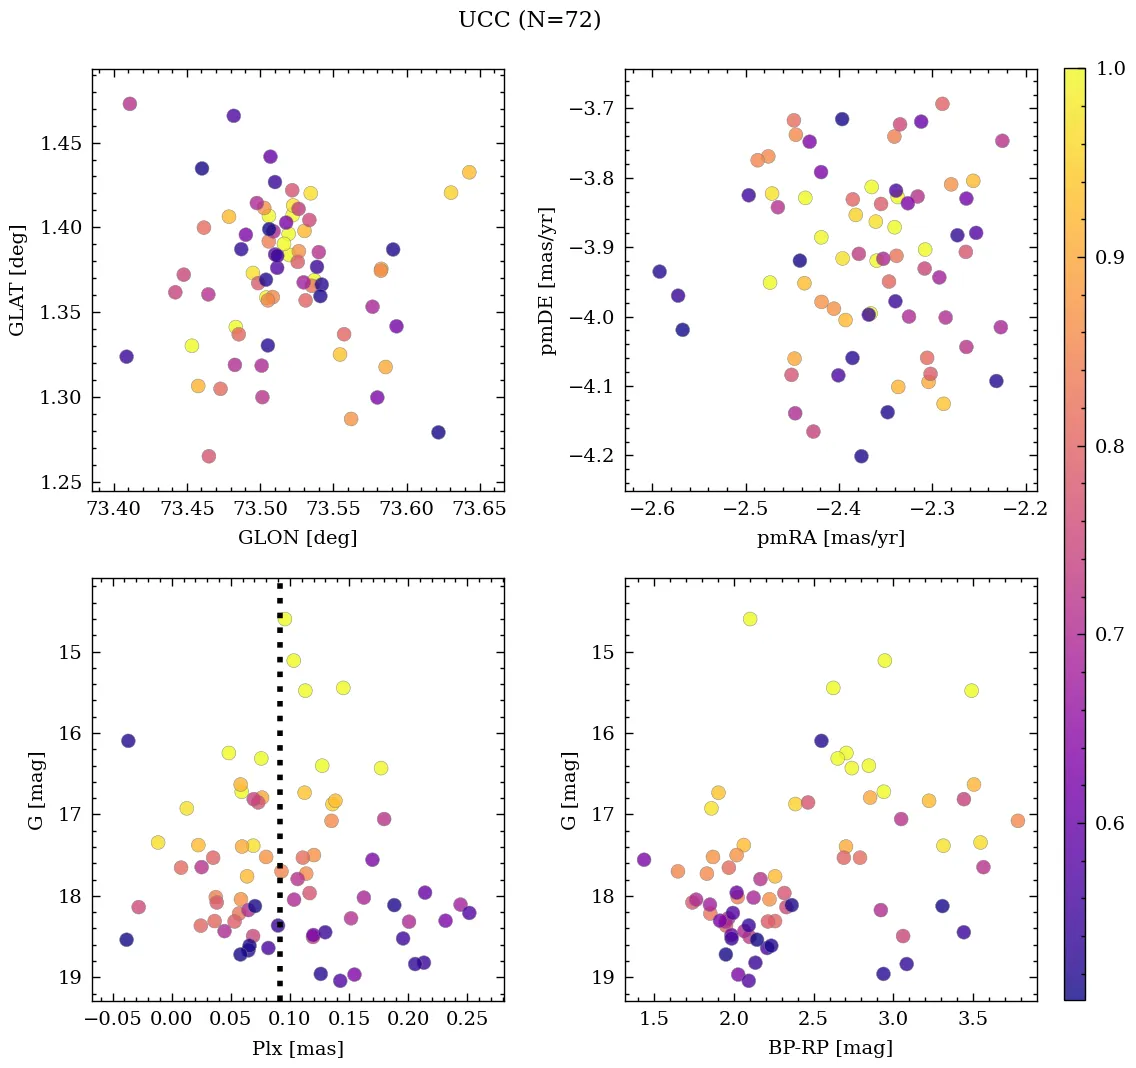 UCC (N=72)
1.45
1.40
1.35
1.30
1.25
GLAT [deg]
73.40 73.45 73.50 73.55 73.60 73.65
GLON [deg]
−3.7
−3.8
−3.9
−4.0
−4.1
−4.2
pmDE [mas/yr]
−2.6 −2.5 −2.4 −2.3 −2.2
pmRA [mas/yr]
15
16
17
18
19
G [mag]
−0.05 0.00 0.05 0.10 0.15 0.20 0.25
Plx [mas]
15
16
17
18
19
G [mag]
1.5 2.0 2.5 3.0 3.5
BP-RP [mag]
1.0
0.9
0.8
0.7
0.6